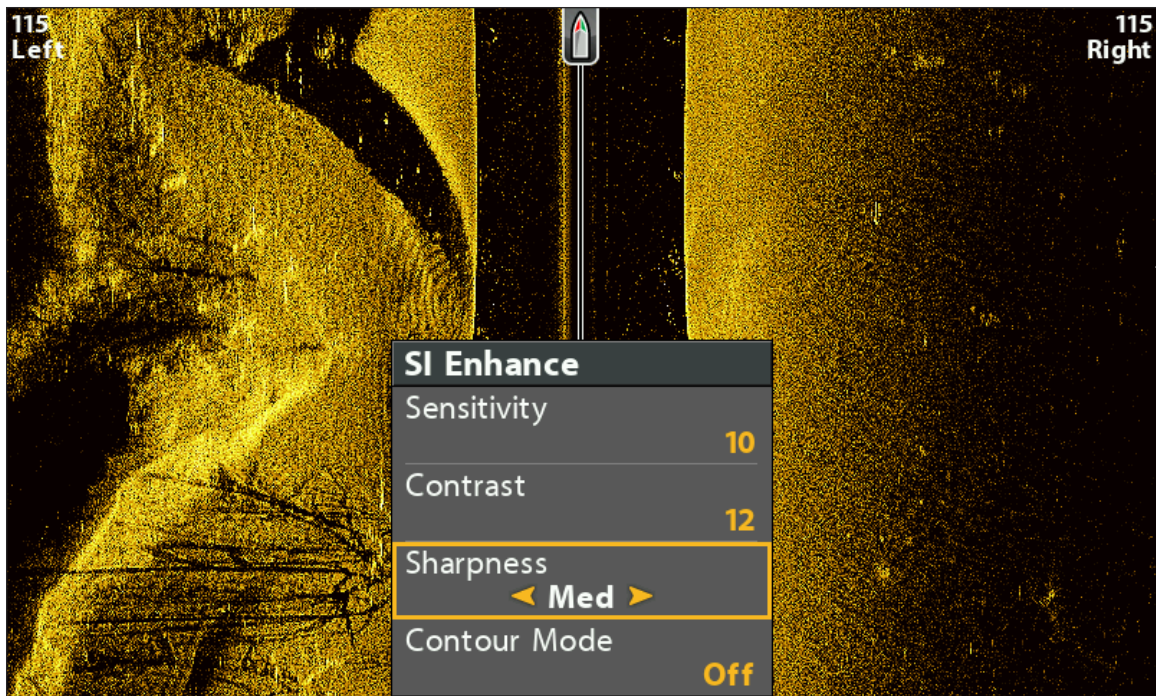 115
Left
115
Right
SI Enhance
Sensitivity
10
Contrast
12
Sharpness
Med
Contour Mode
Off